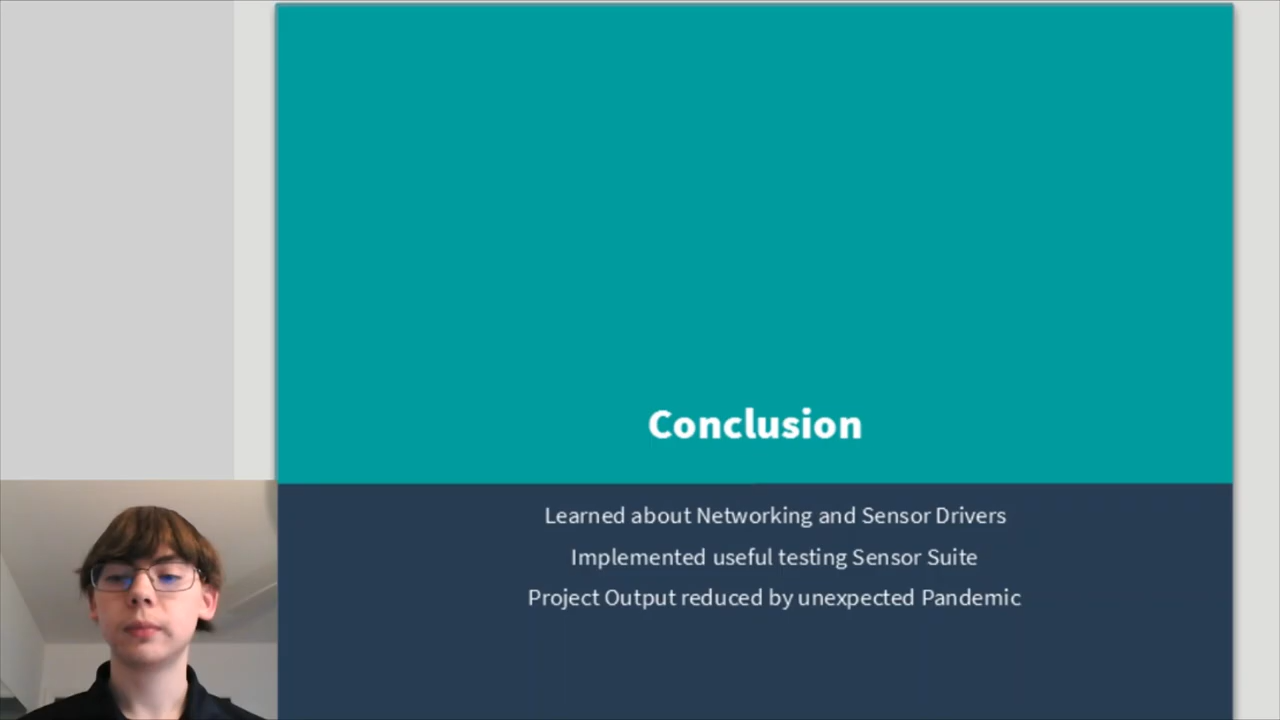 Conclusion
Learned about Networking and Sensor Drivers
Implemented useful testing Sensor Suite
Project Output reduced by unexpected Pandemic